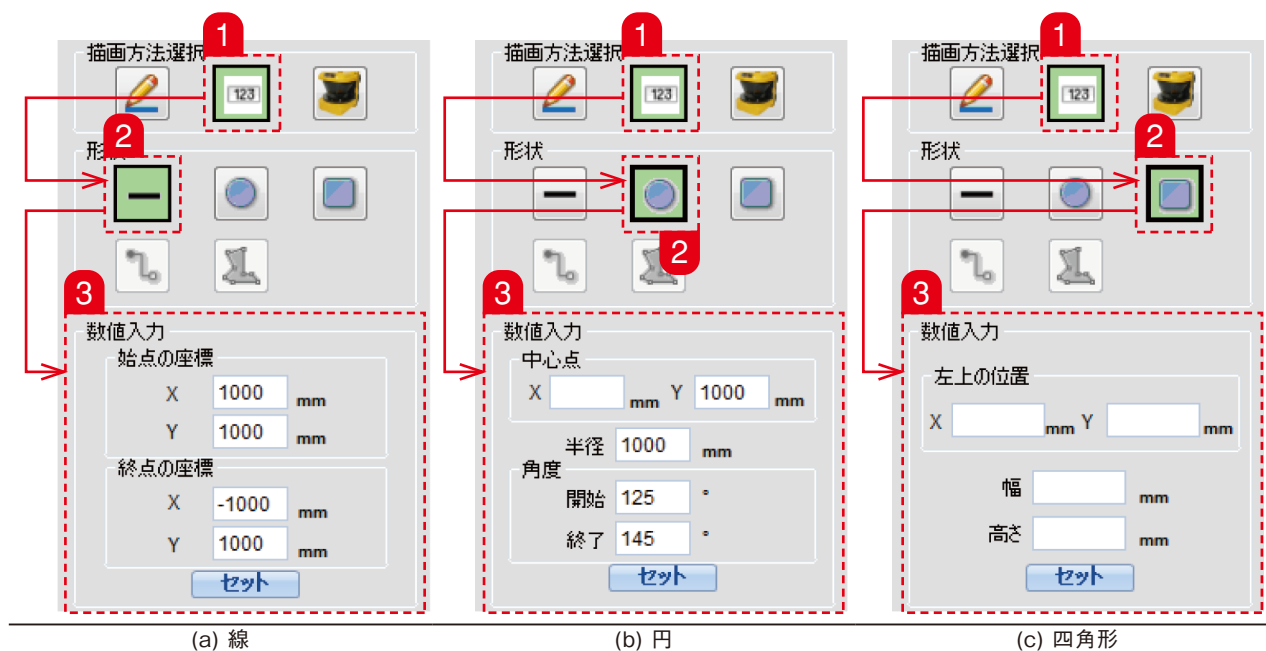 1
描画方法選択
123
2
形状
3
数値入力
始点の座標
X 1000 mm
Y 1000 mm
終点の座標
X -1000 mm
Y 1000 mm
セット
(a) 線
1
描画方法選択
123
形状
2
3
数値入力
中心点
X mm Y 1000 mm
半径 1000 mm
角度
開始 125 °
終了 145 °
セット
(b) 円
1
描画方法選択
123
2
形状
3
数値入力
左上の位置
X mm Y mm
幅 mm
高さ mm
セット
(c) 四角形